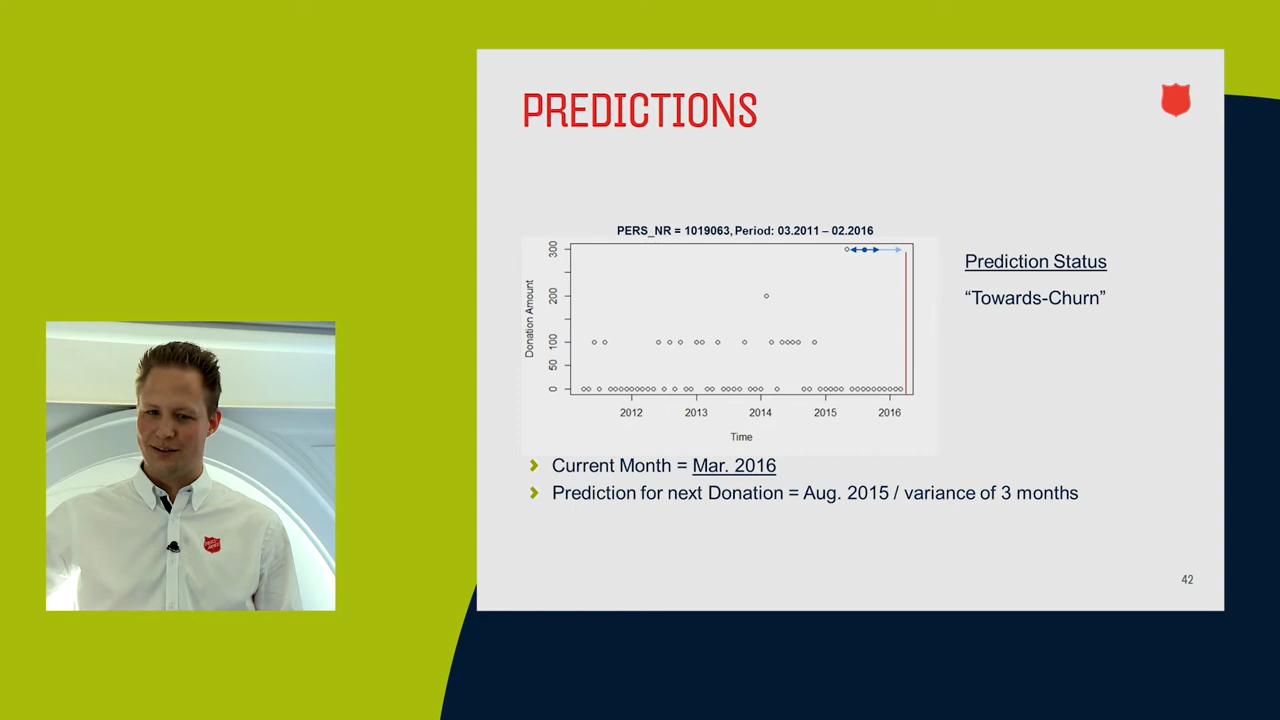 PREDICTIONS
PERS_NR = 1019063, Period: 03.2011 – 02.2016
Donation Amount
300
200
100
50
0
2012 2013 2014 2015 2016
Time
Prediction Status
“Towards-Churn”
Current Month = Mar. 2016
Prediction for next Donation = Aug. 2015 / variance of 3 months
42